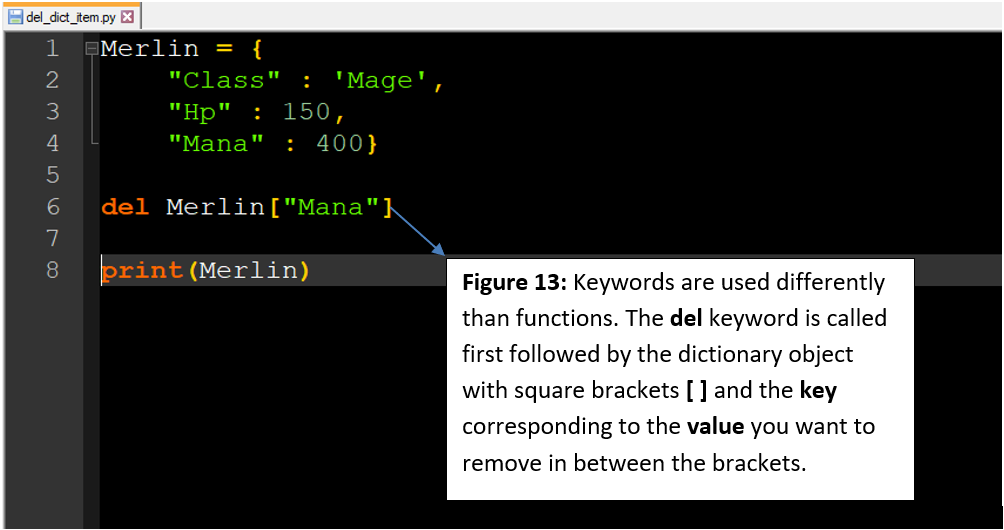 del_dict_item.py
1 Merlin = {
2 "Class" : 'Mage',
3 "Hp" : 150,
4 "Mana" : 400}
5
6 del Merlin["Mana"]
7
8 print(Merlin)
Figure 13: Keywords are used differently
than functions. The del keyword is called
first followed by the dictionary object
with square brackets [ ] and the key
corresponding to the value you want to
remove in between the brackets.